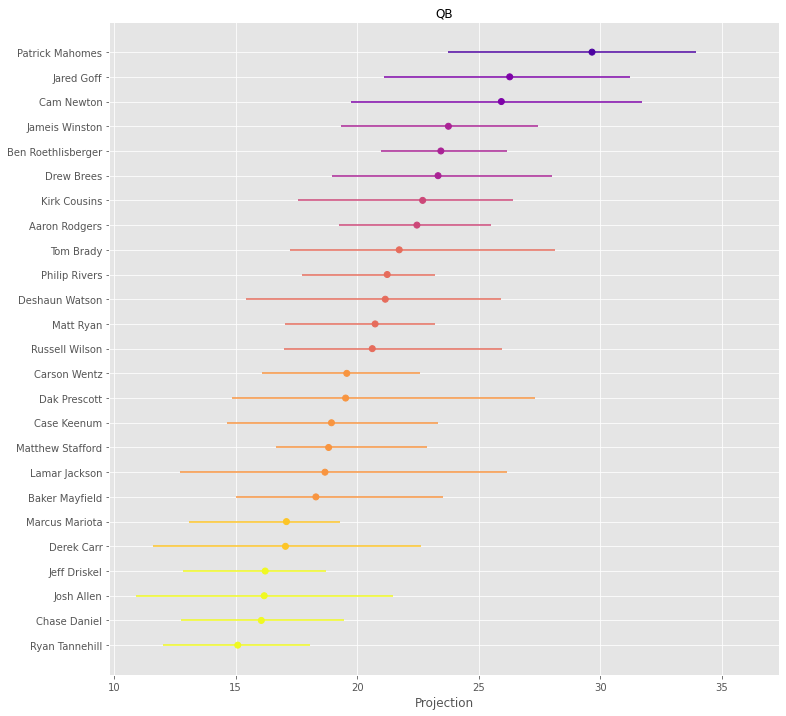 QB
Patrick Mahomes
Jared Goff
Cam Newton
Jameis Winston
Ben Roethlisberger
Drew Brees
Kirk Cousins
Aaron Rodgers
Tom Brady
Philip Rivers
Deshaun Watson
Matt Ryan
Russell Wilson
Carson Wentz
Dak Prescott
Case Keenum
Matthew Stafford
Lamar Jackson
Baker Mayfield
Marcus Mariota
Derek Carr
Jeff Driskel
Josh Allen
Chase Daniel
Ryan Tannehill
10 15 20 25 30 35
Projection